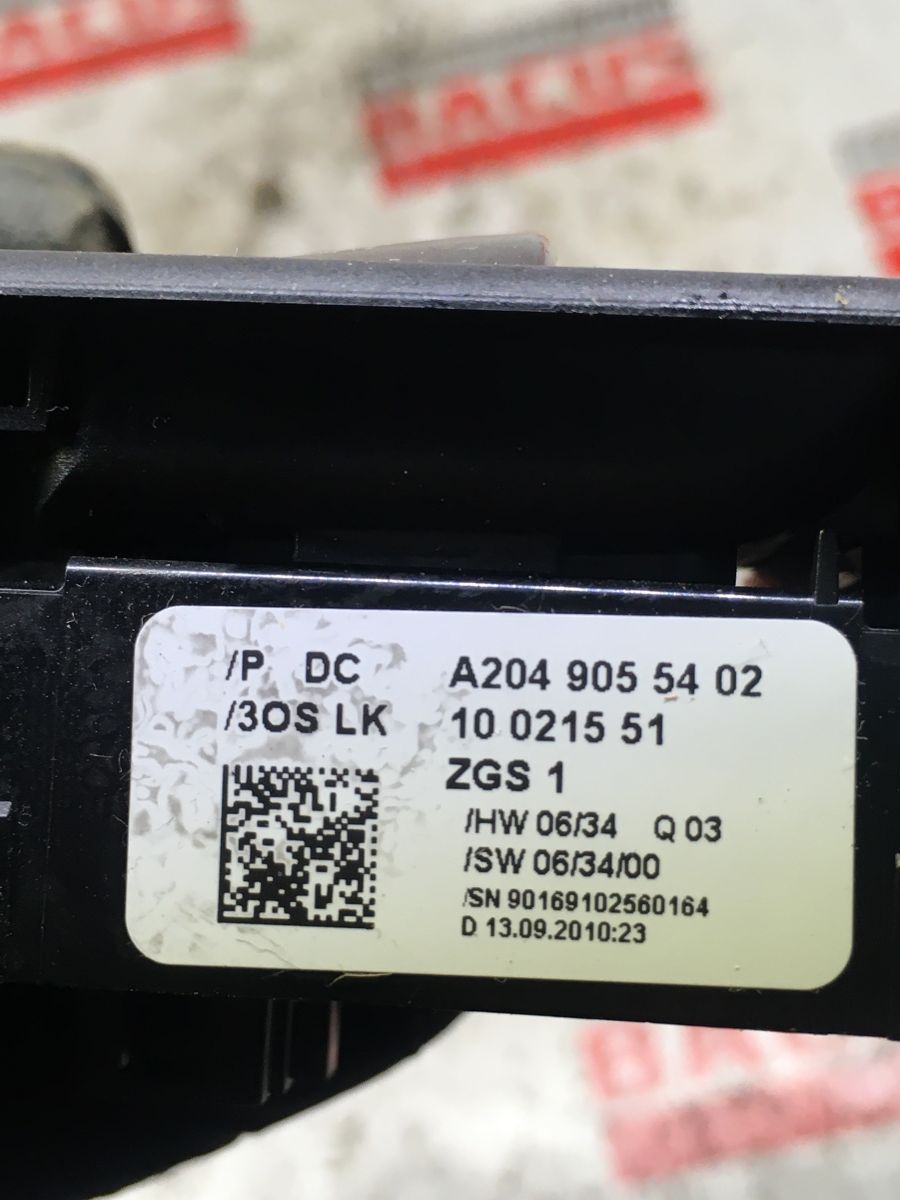 BACUS
/P DC
A204 905 54 02
/3OS LK
10 0215 51
ZGS 1
/HW 06/34 Q 03
/SW 06/34/00
/SN 90169102560164
D 13.09.2010:23